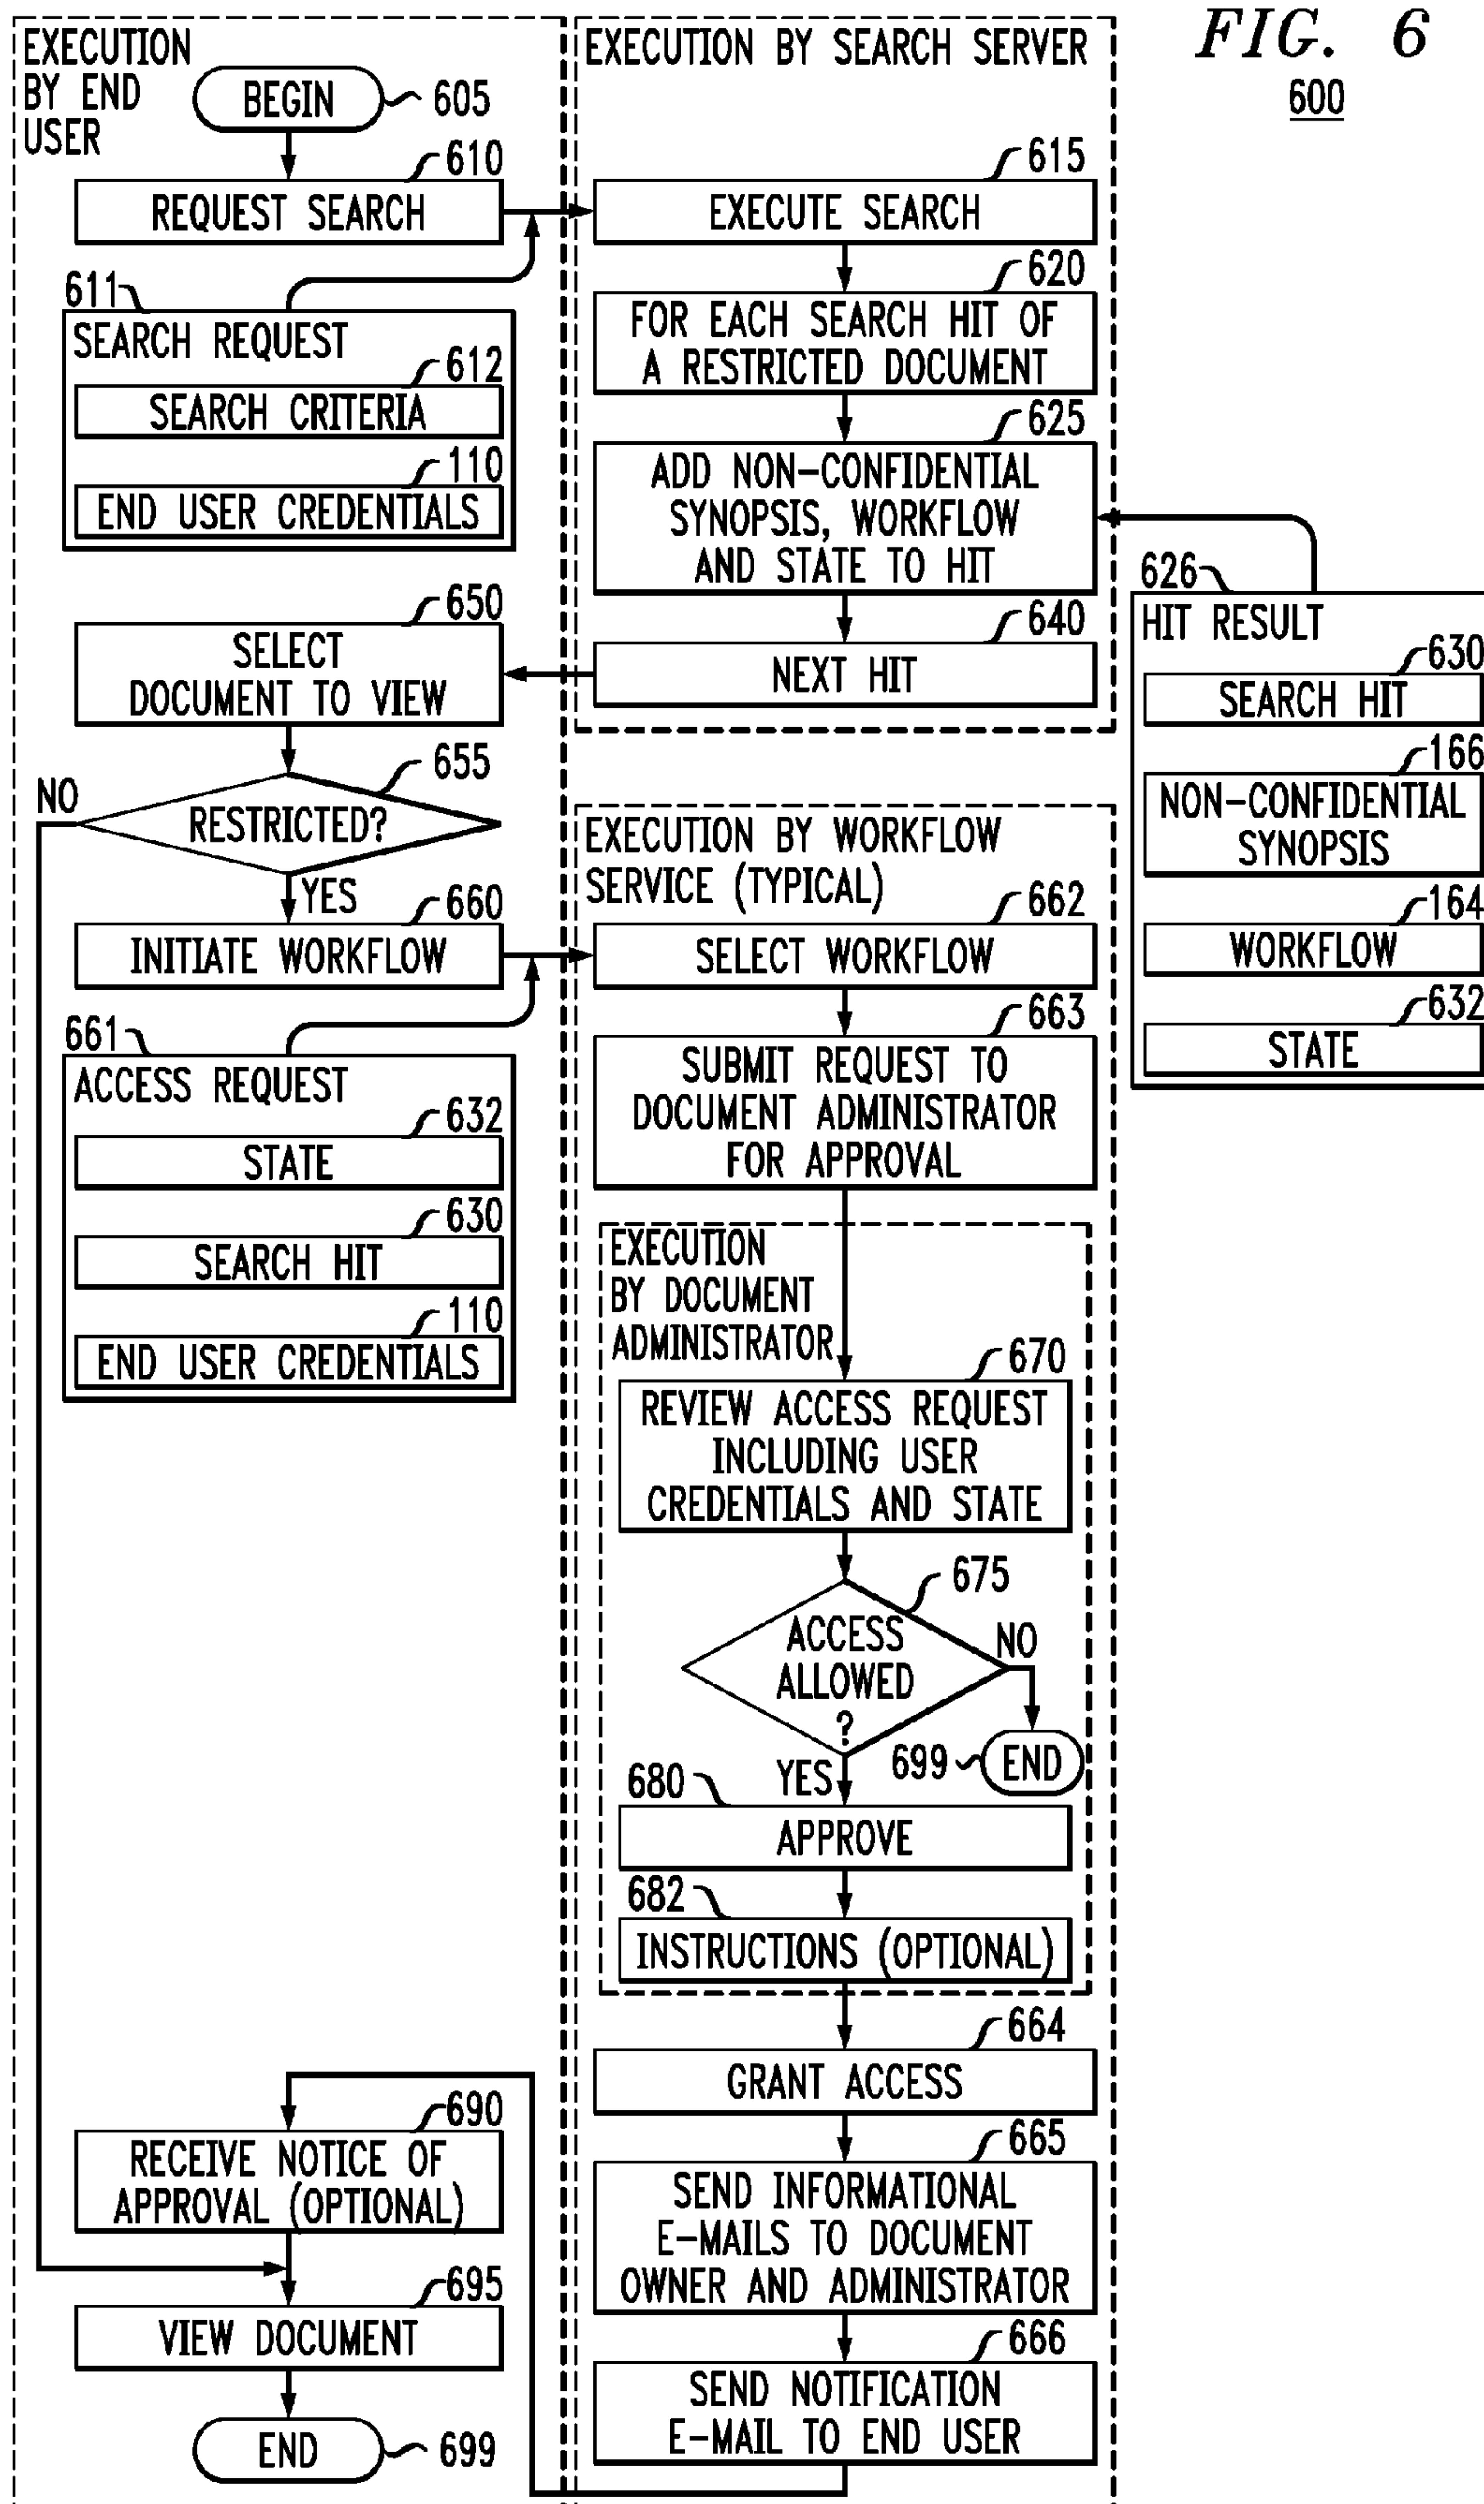 FIG. 6
600
EXECUTION
BY END
USER
BEGIN
605
610
REQUEST SEARCH
611
SEARCH REQUEST
612
SEARCH CRITERIA
110
END USER CREDENTIALS
EXECUTION BY SEARCH SERVER
615
EXECUTE SEARCH
620
FOR EACH SEARCH HIT OF
A RESTRICTED DOCUMENT
625
ADD NON-CONFIDENTIAL
SYNOPSIS, WORKFLOW
AND STATE TO HIT
640
NEXT HIT
626
HIT RESULT
630
SEARCH HIT
166
NON-CONFIDENTIAL
SYNOPSIS
164
WORKFLOW
632
STATE
650
SELECT
DOCUMENT TO VIEW
655
RESTRICTED?
NO
YES
660
INITIATE WORKFLOW
661
ACCESS REQUEST
632
STATE
630
SEARCH HIT
110
END USER CREDENTIALS
EXECUTION BY WORKFLOW
SERVICE (TYPICAL)
662
SELECT WORKFLOW
663
SUBMIT REQUEST TO
DOCUMENT ADMINISTRATOR
FOR APPROVAL
EXECUTION
BY DOCUMENT
ADMINISTRATOR
670
REVIEW ACCESS REQUEST
INCLUDING USER
CREDENTIALS AND STATE
675
ACCESS
ALLOWED
?
NO
699
END
YES
680
APPROVE
682
INSTRUCTIONS (OPTIONAL)
664
GRANT ACCESS
665
SEND INFORMATIONAL
E-MAILS TO DOCUMENT
OWNER AND ADMINISTRATOR
666
SEND NOTIFICATION
E-MAIL TO END USER
690
RECEIVE NOTICE OF
APPROVAL (OPTIONAL)
695
VIEW DOCUMENT
END
699